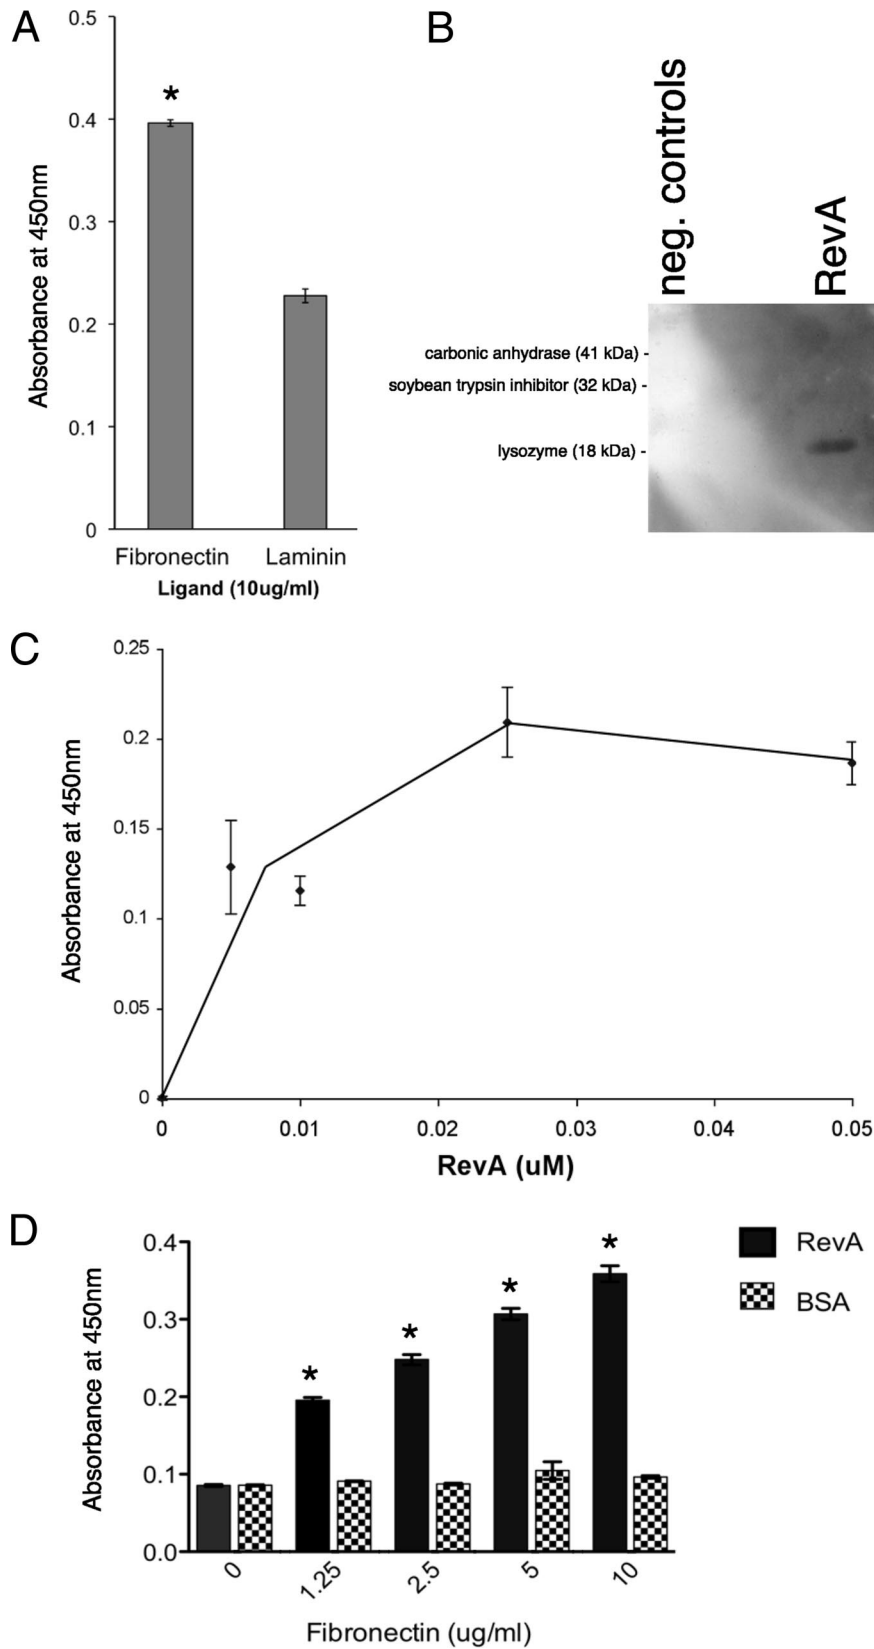 A
0.5
0.4
0.3
0.2
0.1
0
Absorbance at 450nm
*
Fibronectin Laminin
Ligand (10ug/ml)
B
neg. controls
RevA
carbonic anhydrase (41 kDa) -
soybean trypsin inhibitor (32 kDa) -
lysozyme (18 kDa) -
C
0.25
0.2
0.15
0.1
0.05
0
Absorbance at 450nm
0 0.01 0.02 0.03 0.04 0.05
RevA (uM)
D
0.4
0.3
0.2
0.1
0.0
Absorbance at 450nm
* * * *
0 1.25 2.5 5 10
Fibronectin (ug/ml)
RevA
BSA